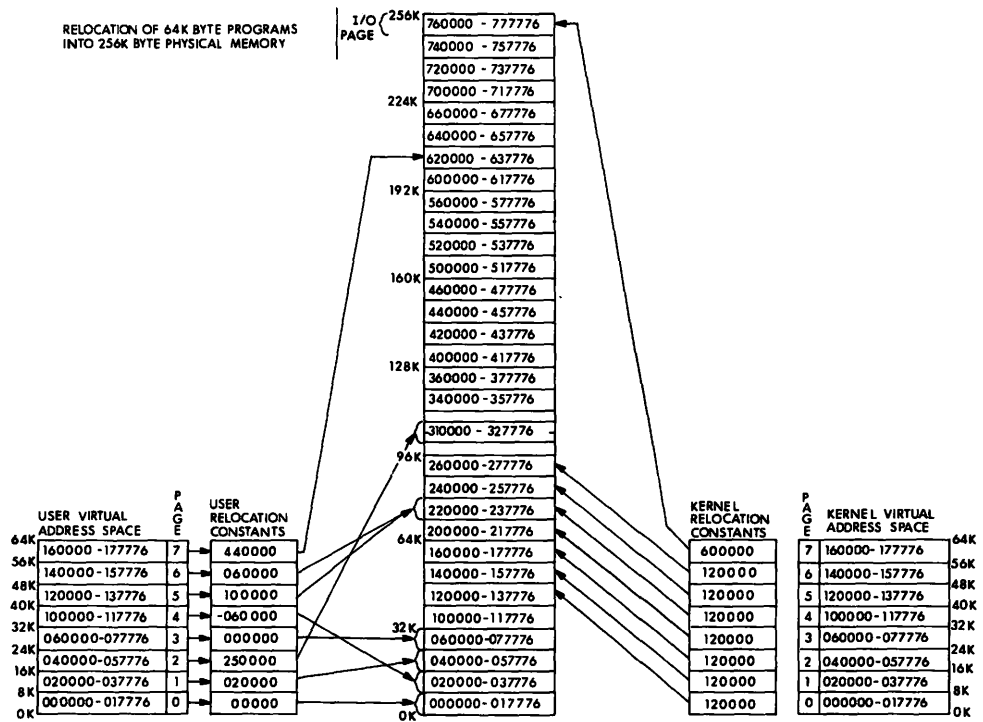 RELOCATION OF 64K BYTE PROGRAMS
INTO 256K BYTE PHYSICAL MEMORY
I/O
PAGE
256K
760000 - 777776
740000 - 757776
720000 - 737776
700000 - 717776
224K
660000 - 677776
640000 - 657776
620000 - 637776
600000 - 617776
192K
560000 - 577776
540000 - 557776
520000 - 537776
500000 - 517776
160K
460000 - 477776
440000 - 457776
420000 - 437776
400000 - 417776
128K
360000 - 377776
340000 - 357776
310000 - 327776
96K
260000-277776
240000-257776
220000-237776
200000-217776
64K
160000-177776
140000-157776
120000-137776
100000-117776
32K
060000-077776
040000-057776
020000-037776
000000-017776
0K
USER VIRTUAL
ADDRESS SPACE
PAGE
USER
RELOCATION
CONSTANTS
64K
160000 -177776 7 440000
56K
140000-157776 6 060000
48K
120000-137776 5 100000
40K
100000-117776 4 -060000
32K
060000-077776 3 000000
24K
040000-057776 2 250000
16K
020000-037776 1 020000
8K
000000-017776 0 00000
0K
KERNEL
RELOCATION
CONSTANTS
PAGE
KERNEL VIRTUAL
ADDRESS SPACE
64K
600000 7 160000-177776
56K
120000 6 140000-157776
48K
120000 5 120000-137776
40K
120000 4 100000-117776
32K
120000 3 060000-077776
24K
120000 2 040000-057776
16K
120000 1 020000-037776
8K
120000 0 000000-017776
0K